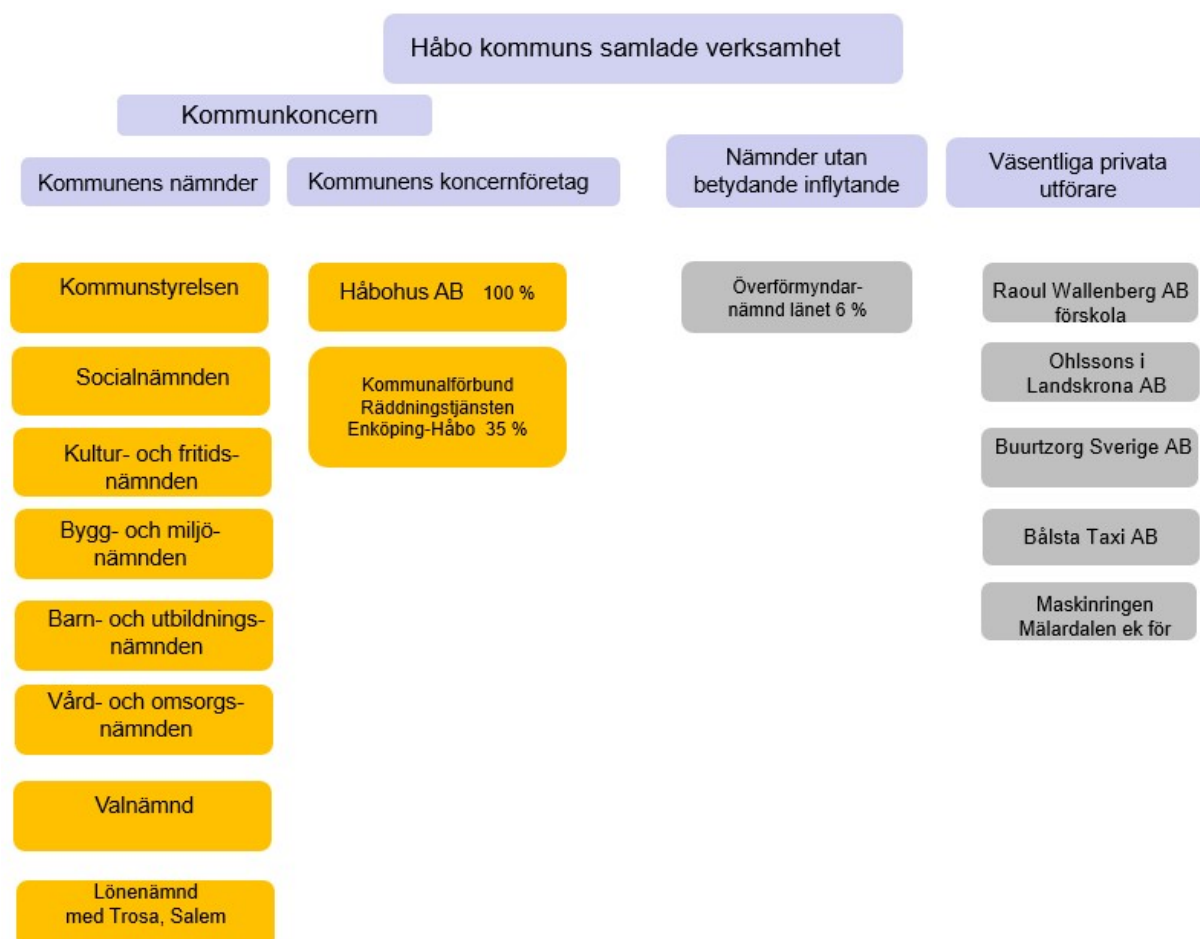 Håbo kommuns samlade verksamhet
Kommunkoncern
Kommunens nämnder
Kommunens koncernföretag
Nämnder utan
betydande inflytande
Väsentliga privata
utförare
Kommunstyrelsen
Socialnämnden
Kultur- och fritids-
nämnden
Bygg- och miljö-
nämnden
Barn- och utbildnings-
nämnden
Vård- och omsorgs-
nämnden
Valnämnd
Lönenämnd
med Trosa, Salem
Håbohus AB 100 %
Kommunalförbund
Räddningstjänsten
Enköping-Håbo 35 %
Överförmyndar-
nämnd länet 6 %
Raoul Wallenberg AB
förskola
Ohlssons i
Landskrona AB
Buurtzorg Sverige AB
Bålsta Taxi AB
Maskinringen
Mälardalen ek för